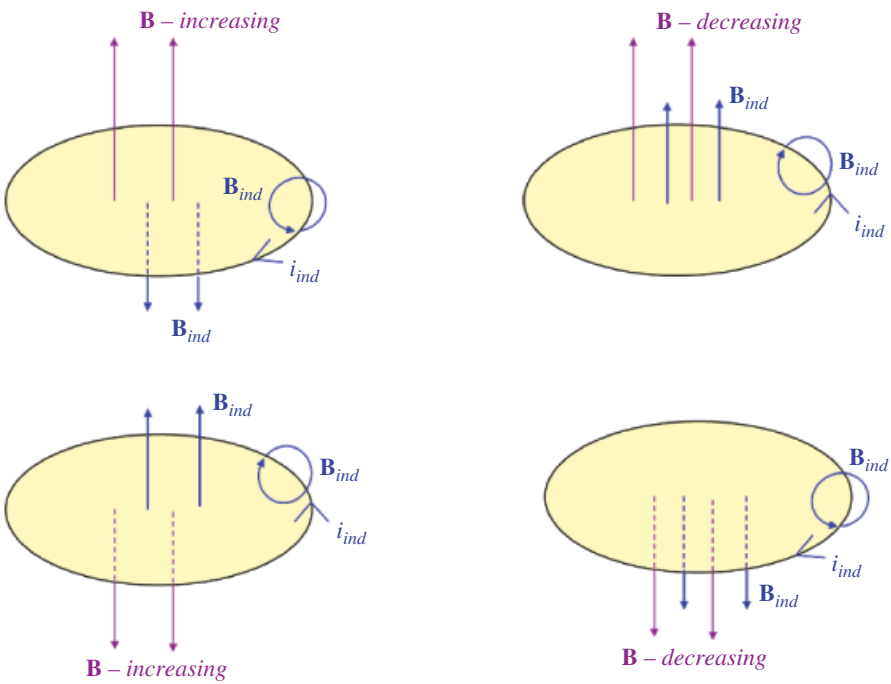 B – increasing
B – decreasing
B_ind
B_ind
B_ind
i_ind
i_ind
B_ind
B_ind
B_ind
B_ind
i_ind
i_ind
B_ind
B – decreasing
B – increasing